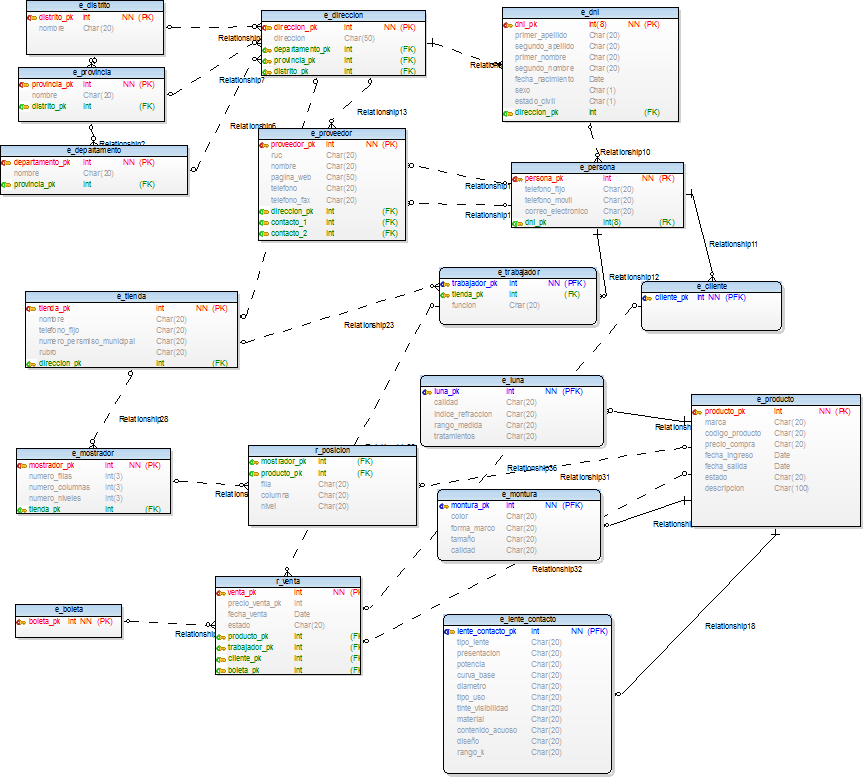 e_distrito
distrito_pk Int NN (PK)
nombre Char(20)
e_provincia
provincia_pk Int NN (PK)
nombre Char(20)
distrito_pk Int (FK)
Relationship2
e_departamento
departamento_pk Int NN (PK)
nombre Char(20)
provincia_pk Int (FK)
e_direccion
direccion_pk Int NN (PK)
direccion Char(50)
departamento_pk Int (FK)
provincia_pk Int (FK)
distrito_pk Int (FK)
Relationship
Relationship7
Relationship6
Relationship13
e_dni
dni_pk Int(8) NN (PK)
primer_apellido Char(20)
segundo_apellido Char(20)
primer_nombre Char(20)
segundo_nombre Char(20)
fecha_nacimiento Date
sexo Char(1)
estado_civil Char(1)
direccion_pk Int (FK)
Relationship10
e_proveedor
proveedor_pk Int NN (PK)
ruc Char(20)
nombre Char(20)
pagina_web Char(50)
telefono Char(20)
telefono_fax Char(20)
direccion_pk Int (FK)
contacto_1 Int (FK)
contacto_2 Int (FK)
Relationship1
Relationship1
e_persona
persona_pk Int NN (PK)
telefono_fijo Char(20)
telefono_movil Char(20)
correo_electronico Char(20)
dni_pk Int(8) (FK)
Relationship11
Relationship12
e_trabajador
trabajador_pk Int NN (PFK)
tienda_pk Int (FK)
funcion Char(20)
e_cliente
cliente_pk Int NN (PFK)
e_tienda
tienda_pk Int NN (PK)
nombre Char(20)
telefono_fijo Char(20)
numero_persmiso_municipal Char(20)
rubro Char(20)
direccion_pk Int (FK)
Relationship23
Relationship28
e_luna
luna_pk Int NN (PFK)
calidad Char(20)
indice_refraccion Char(20)
rango_medida Char(20)
tratamientos Char(20)
e_producto
producto_pk Int NN (PK)
marca Char(20)
codigo_producto Char(20)
precio_compra Char(20)
fecha_ingreso Date
fecha_salida Date
estado Char(20)
descripcion Char(100)
e_mostrador
mostrador_pk Int NN (PK)
numero_filas Int(3)
numero_columnas Int(3)
numero_niveles Int(3)
tienda_pk Int (FK)
r_posicion
mostrador_pk Int (FK)
producto_pk Int (FK)
fila Char(20)
columna Char(20)
nivel Char(20)
Relationship36
Relationship31
e_montura
montura_pk Int NN (PFK)
color Char(20)
forma_marco Char(20)
tamaño Char(20)
calidad Char(20)
Relationship32
r_venta
venta_pk Int NN (PK
precio_venta_pk Int
fecha_venta Date
estado Char(20)
producto_pk Int (FK
trabajador_pk Int (FK
cliente_pk Int (FK
boleta_pk Int (FK
e_boleta
boleta_pk Int NN (PK)
e_lente_contacto
lente_contacto_pk Int NN (PFK)
tipo_lente Char(20)
presentacion Char(20)
potencia Char(20)
curva_base Char(20)
diametro Char(20)
tipo_uso Char(20)
tinte_visibilidad Char(20)
material Char(20)
contenido_acuoso Char(20)
diseño Char(20)
rango_k Char(20)
Relationship18